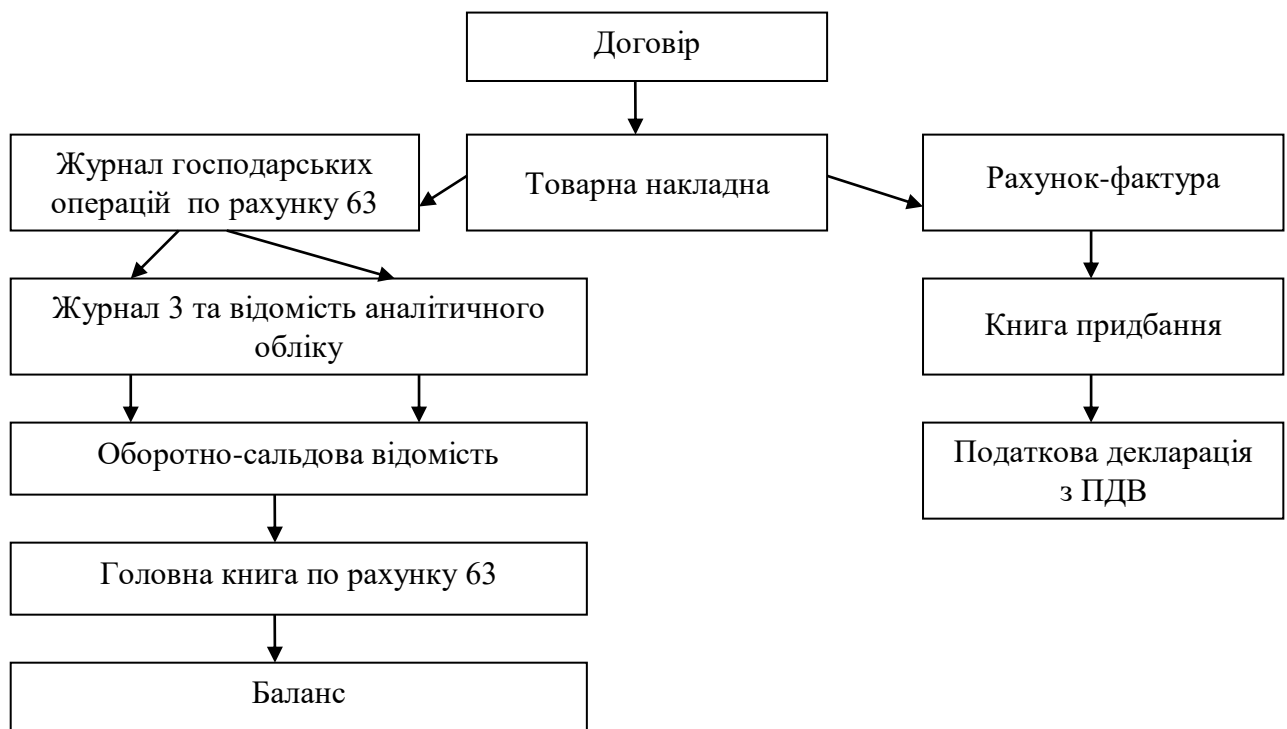 Договір
Журнал господарських
операцій по рахунку 63
Товарна накладна
Рахунок-фактура
Журнал 3 та відомість аналітичного
обліку
Книга придбання
Оборотно-сальдова відомість
Податкова декларація
з ПДВ
Головна книга по рахунку 63
Баланс